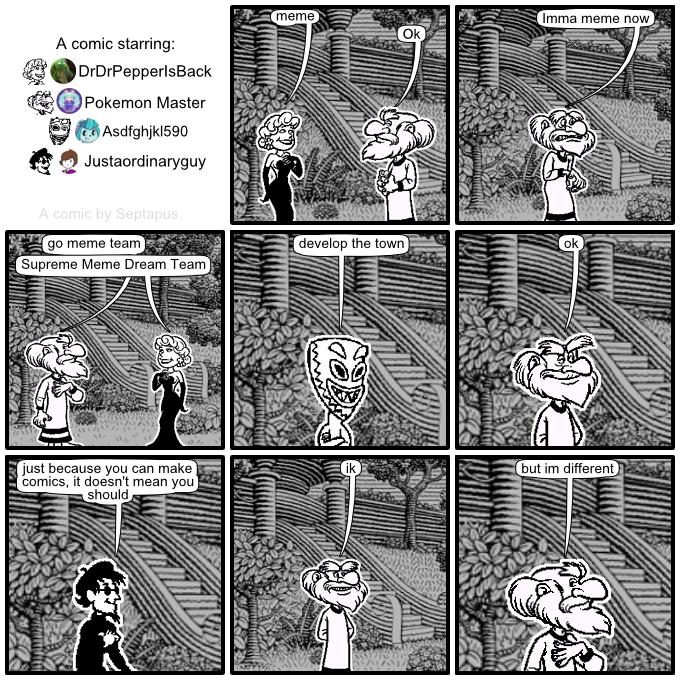 A comic starring:
DrDrPepperIsBack
Pokemon Master
Asdfghjkl590
Justaordinaryguy
A comic by Septapus.
meme
Ok
Imma meme now
go meme team
Supreme Meme Dream Team
develop the town
ok
just because you can make
comics, it doesn't mean you
should
ik
but im different